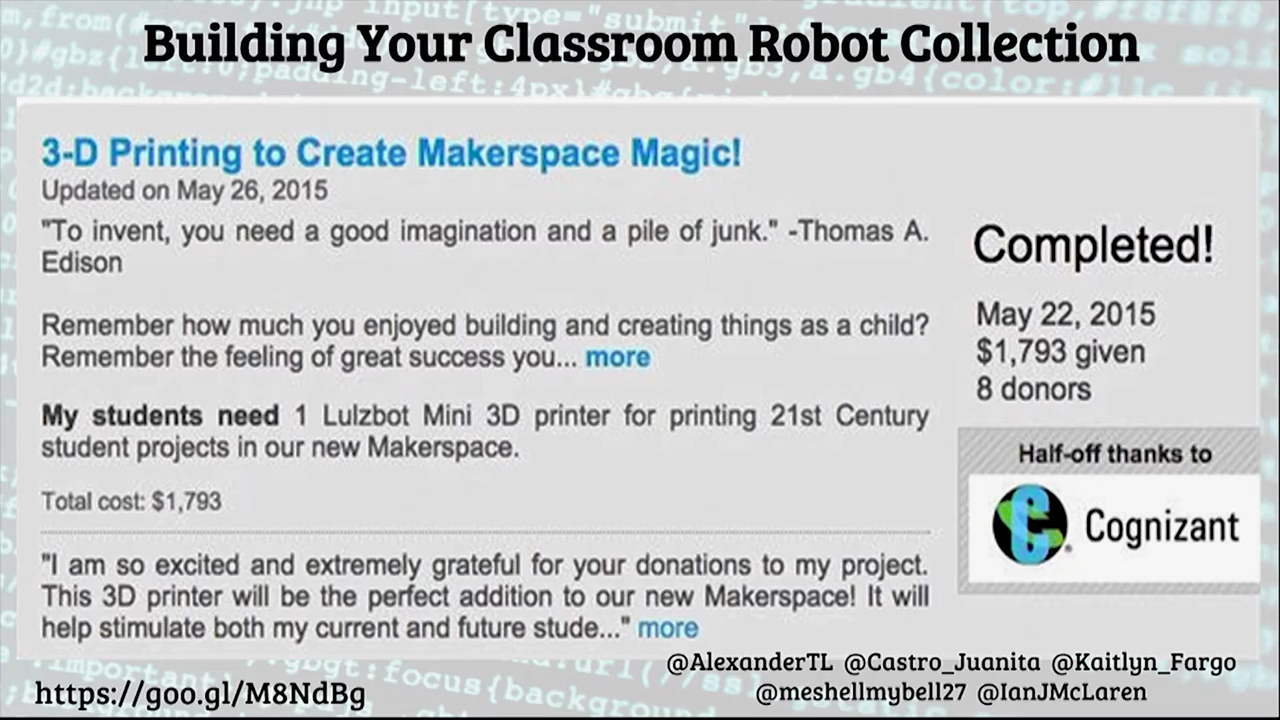 Building Your Classroom Robot Collection
3-D Printing to Create Makerspace Magic!
Updated on May 26, 2015
"To invent, you need a good imagination and a pile of junk." -Thomas A.
Edison
Remember how much you enjoyed building and creating things as a child?
Remember the feeling of great success you... more
My students need 1 Lulzbot Mini 3D printer for printing 21st Century
student projects in our new Makerspace.
Total cost: $1,793
"I am so excited and extremely grateful for your donations to my project.
This 3D printer will be the perfect addition to our new Makerspace! It will
help stimulate both my current and future stude..." more
Completed!
May 22, 2015
$1,793 given
8 donors
Half-off thanks to
Cognizant
@AlexanderTL @Castro_Juanita @Kaitlyn_Fargo
@meshellmybell27 @IanJMcLaren
https://goo.gl/M8NdBg